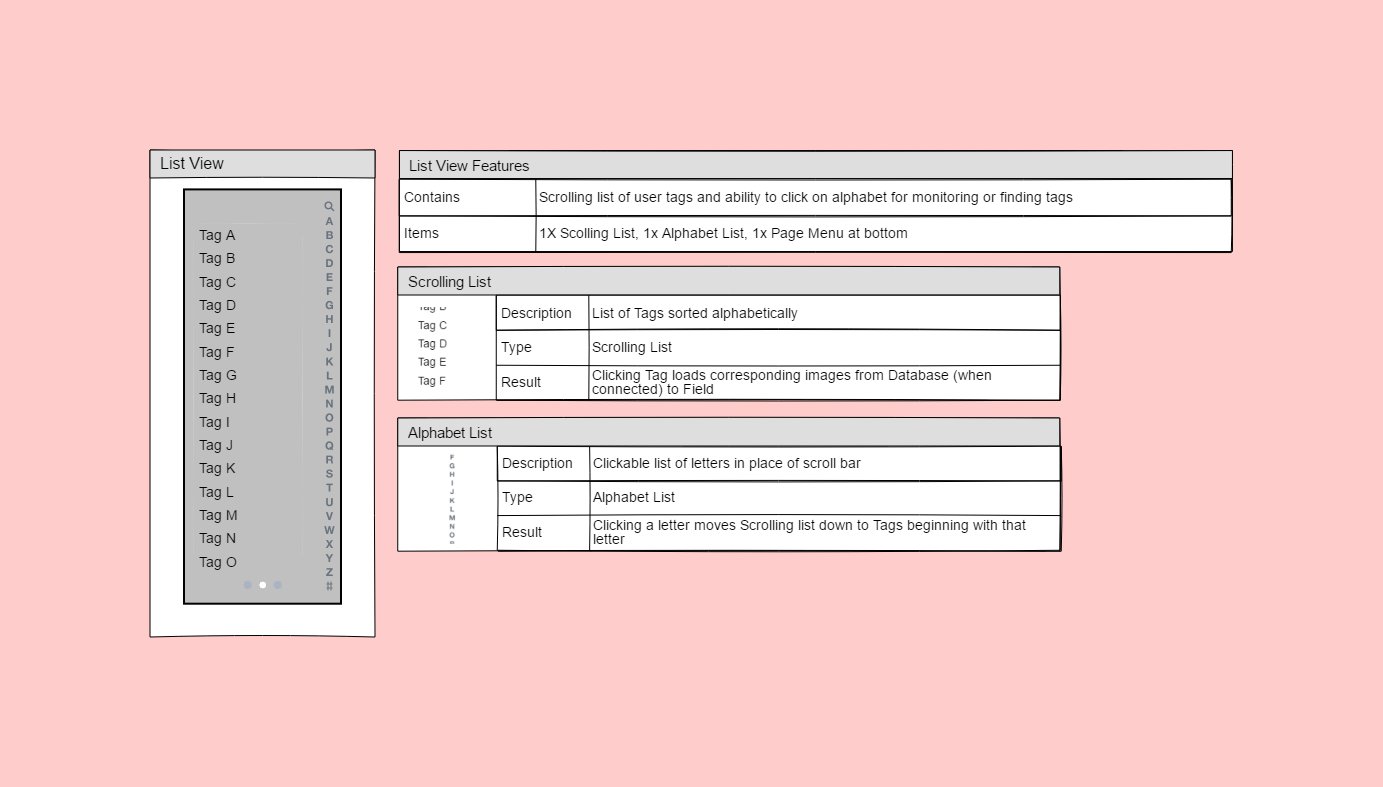 List View
Tag A
Tag B
Tag C
Tag D
Tag E
Tag F
Tag G
Tag H
Tag I
Tag J
Tag K
Tag L
Tag M
Tag N
Tag O
A
B
C
D
E
F
G
H
I
J
K
L
M
N
O
P
Q
R
S
T
U
V
W
X
Y
Z
#
List View Features
Contains
Scrolling list of user tags and ability to click on alphabet for monitoring or finding tags
Items
1X Scolling List, 1x Alphabet List, 1x Page Menu at bottom
Scrolling List
Tag C
Tag D
Tag E
Tag F
Description
List of Tags sorted alphabetically
Type
Scrolling List
Result
Clicking Tag loads corresponding images from Database (when
connected) to Field
Alphabet List
F
G
H
I
J
K
L
M
N
O
Description
Clickable list of letters in place of scroll bar
Type
Alphabet List
Result
Clicking a letter moves Scrolling list down to Tags beginning with that
letter